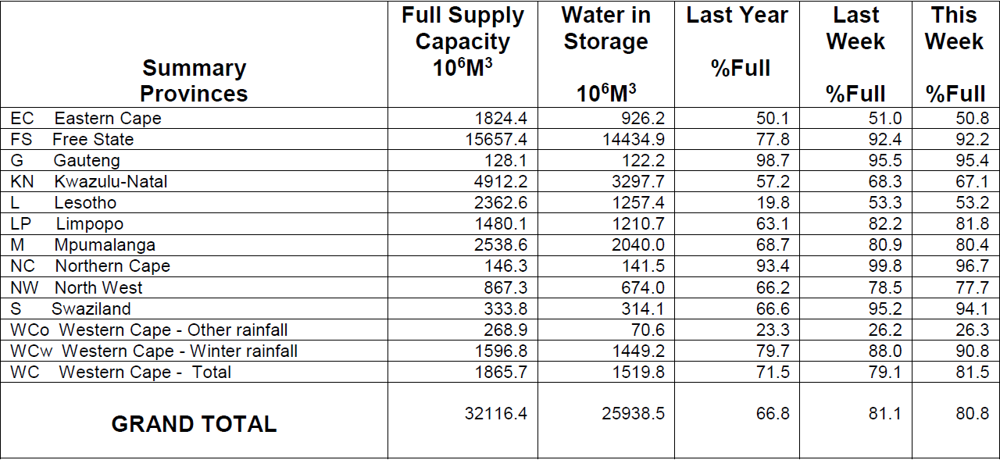 Summary Provinces Full Supply Capacity 10⁶M³ Water in Storage 10⁶M³ Last Year %Full Last Week %Full This Week %Full
EC Eastern Cape 1824.4 926.2 50.1 51.0 50.8
FS Free State 15657.4 14434.9 77.8 92.4 92.2
G Gauteng 128.1 122.2 98.7 95.5 95.4
KN Kwazulu-Natal 4912.2 3297.7 57.2 68.3 67.1
L Lesotho 2362.6 1257.4 19.8 53.3 53.2
LP Limpopo 1480.1 1210.7 63.1 82.2 81.8
M Mpumalanga 2538.6 2040.0 68.7 80.9 80.4
NC Northern Cape 146.3 141.5 93.4 99.8 96.7
NW North West 867.3 674.0 66.2 78.5 77.7
S Swaziland 333.8 314.1 66.6 95.2 94.1
WCo Western Cape - Other rainfall 268.9 70.6 23.3 26.2 26.3
WCw Western Cape - Winter rainfall 1596.8 1449.2 79.7 88.0 90.8
WC Western Cape - Total 1865.7 1519.8 71.5 79.1 81.5
GRAND TOTAL 32116.4 25938.5 66.8 81.1 80.8